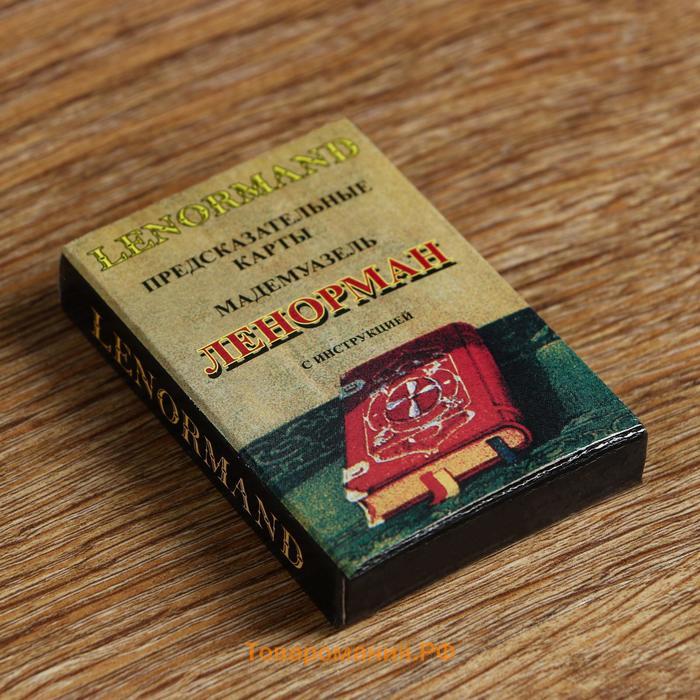 LENORMAND
ПРЕДСКАЗАТЕЛЬНЫЕ
КАРТЫ
МАДЕМУАЗЕЛЬ
ЛЕНОРМАН
С ИНСТРУКЦИЕЙ
LENORMAND
Товаромания.РФ